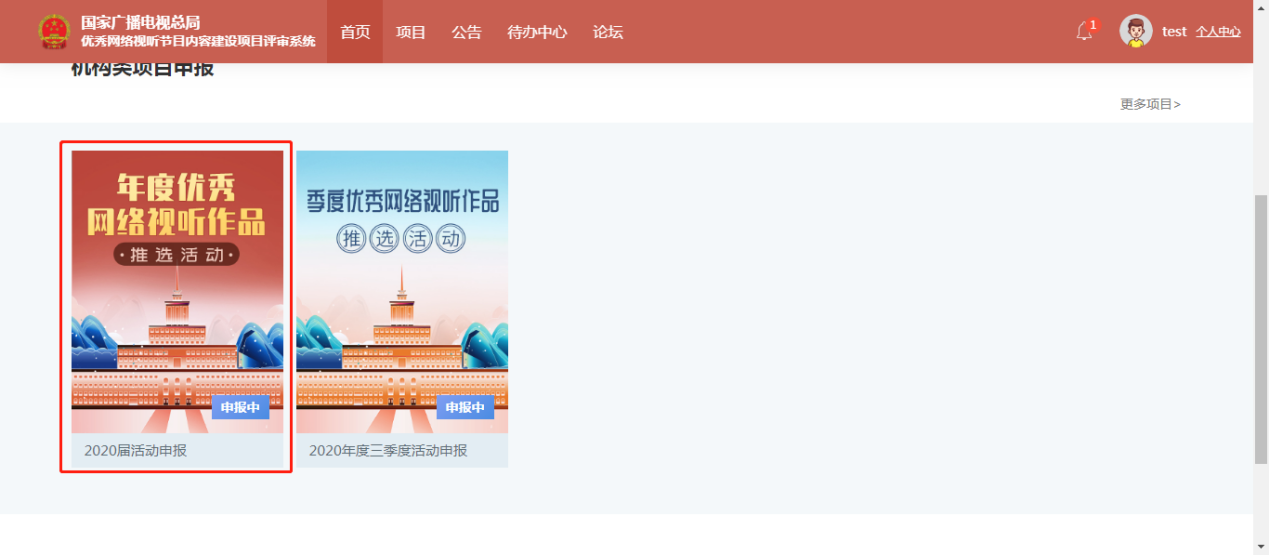 国家广播电视总局
优秀网络视听节目内容建设项目评审系统
首页 项目 公告 待办中心 论坛
1
test 个人中心
机构类项目申报
更多项目>
年度优秀
网络视听作品
·推选活动·
申报中
2020届活动申报
季度优秀网络视听作品
推选活动
申报中
2020年度三季度活动申报